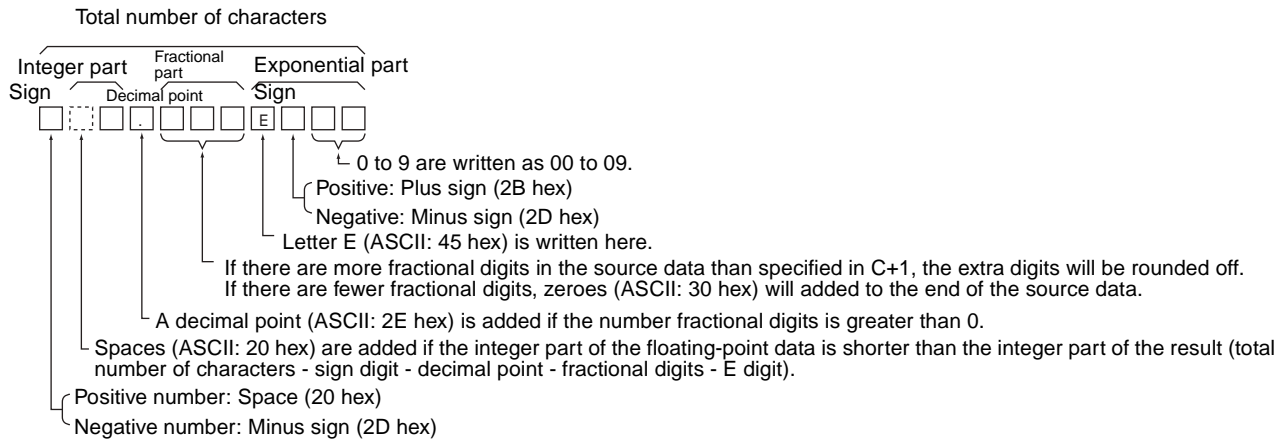 Total number of characters
Integer part
Fractional
part
Exponential part
Sign
Decimal point
Sign
. E
0 to 9 are written as 00 to 09.
Positive: Plus sign (2B hex)
Negative: Minus sign (2D hex)
Letter E (ASCII: 45 hex) is written here.
If there are more fractional digits in the source data than specified in C+1, the extra digits will be rounded off.
If there are fewer fractional digits, zeroes (ASCII: 30 hex) will added to the end of the source data.
A decimal point (ASCII: 2E hex) is added if the number fractional digits is greater than 0.
Spaces (ASCII: 20 hex) are added if the integer part of the floating-point data is shorter than the integer part of the result (total
number of characters - sign digit - decimal point - fractional digits - E digit).
Positive number: Space (20 hex)
Negative number: Minus sign (2D hex)